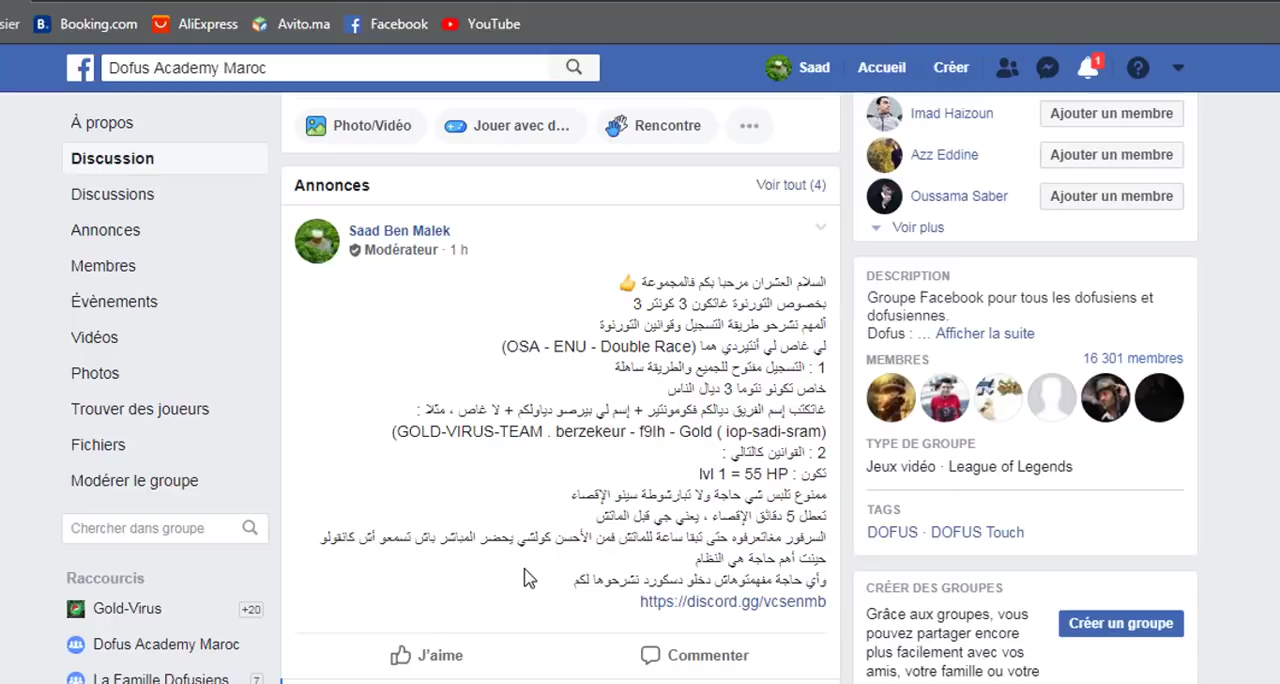 sier
Booking.com
AliExpress
Avito.ma
Facebook
YouTube
Dofus Academy Maroc
Saad
Accueil
Créer
1
À propos
Discussion
Discussions
Annonces
Membres
Évènements
Vidéos
Photos
Trouver des joueurs
Fichiers
Modérer le groupe
Chercher dans groupe
Raccourcis
Gold-Virus
+20
Dofus Academy Maroc
La Famille Dofusiens
7
Photo/Vidéo
Jouer avec d...
Rencontre
Annonces
Voir tout (4)
Saad Ben Malek
Modérateur · 1 h
السلام العشران مرحبا بكم فالمجموعة 👍
بخصوص التورنوة غاتكون 3 كونتر 3
ألمهم نشرحو طريقة التسجيل وقوانين التورنوة
لي غاص لي أنتيردي هما (OSA - ENU - Double Race)
1 : التسجيل مفتوح للجميع والطريقة ساهلة
خاص تكونو نتوما 3 ديال الناس
غاتكتب إسم الفريق ديالكم فكومونتير + إسم لي بيرصو دياولكم + لا غاص ، مثلا :
(GOLD-VIRUS-TEAM . berzekeur - f9lh - Gold ( iop-sadi-sram)
2 : القوانين كالتالي :
تكون : lvl 1 = 55 HP
ممنوع تلبس شي حاجة ولا تبارشوطة سينو الإقصاء
تعطل 5 دقائق الإقصاء ، يعني جي قبل الماتش
السرفور مغاتعرفوه حتى تبقا ساعة للماتش فمن الأحسن كولشي يحضر المباشر باش تسمعو أش كانقولو
حينت أهم حاجة هي النظام
وأي حاجة مفهمتوهاش دخلو دسكورد نشرحوها لكم
https://discord.gg/vcsenmb
J'aime
Commenter
Imad Haizoun
Ajouter un membre
Azz Eddine
Ajouter un membre
Oussama Saber
Ajouter un membre
Voir plus
DESCRIPTION
Groupe Facebook pour tous les dofusiens et
dofusiennes.
Dofus : ... Afficher la suite
MEMBRES
16 301 membres
TYPE DE GROUPE
Jeux vidéo · League of Legends
TAGS
DOFUS · DOFUS Touch
CRÉER DES GROUPES
Grâce aux groupes, vous
pouvez partager encore
plus facilement avec vos
amis, votre famille ou votre
Créer un groupe